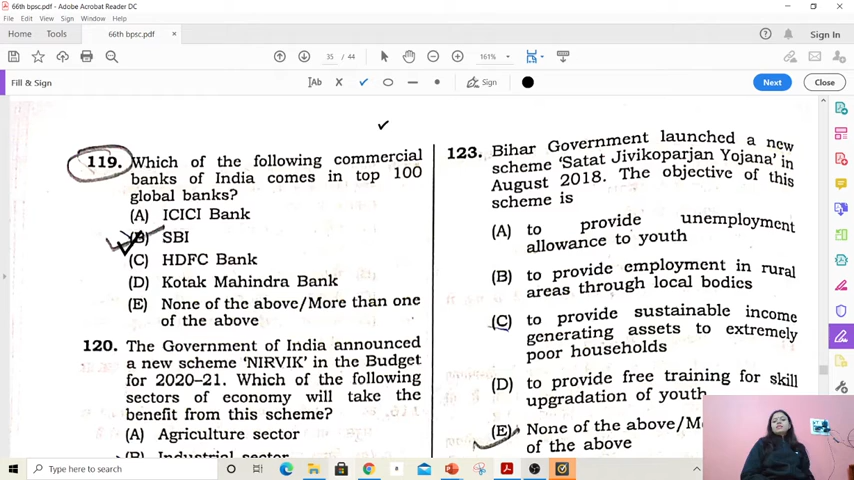 66th bpsc.pdf - Adobe Acrobat Reader DC
File Edit View Sign Window Help
Home Tools 66th bpsc.pdf × Sign In
35 / 44 161%
Fill & Sign Ab Sign Next Close
119. Which of the following commercial
banks of India comes in top 100
global banks?
(A) ICICI Bank
(B) SBI
(C) HDFC Bank
(D) Kotak Mahindra Bank
(E) None of the above/More than one
of the above
120. The Government of India announced
a new scheme 'NIRVIK' in the Budget
for 2020–21. Which of the following
sectors of economy will take the
benefit from this scheme?
(A) Agriculture sector
(B) Industrial sector
123. Bihar Government launched a new
scheme 'Satat Jivikoparjan Yojana' in
August 2018. The objective of this
scheme is
(A) to provide unemployment
allowance to youth
(B) to provide employment in rural
areas through local bodies
(C) to provide sustainable income
generating assets to extremely
poor households
(D) to provide free training for skill
upgradation of youth
(E) None of the above/Mo
of the above
Type here to search